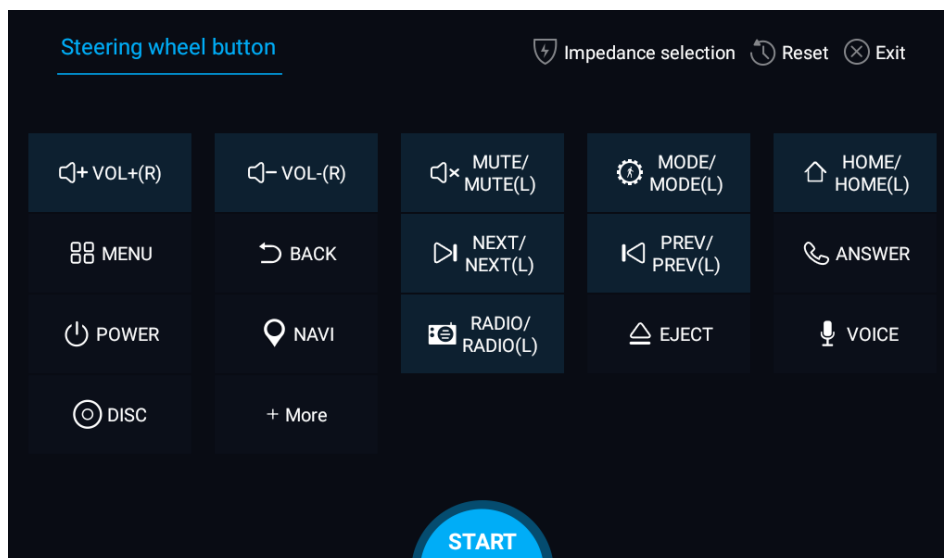 Steering wheel button
Impedance selection
Reset
Exit
VOL+(R)
VOL-(R)
MUTE/
MUTE(L)
MODE/
MODE(L)
HOME/
HOME(L)
MENU
BACK
NEXT/
NEXT(L)
PREV/
PREV(L)
ANSWER
POWER
NAVI
RADIO/
RADIO(L)
EJECT
VOICE
DISC
+ More
START